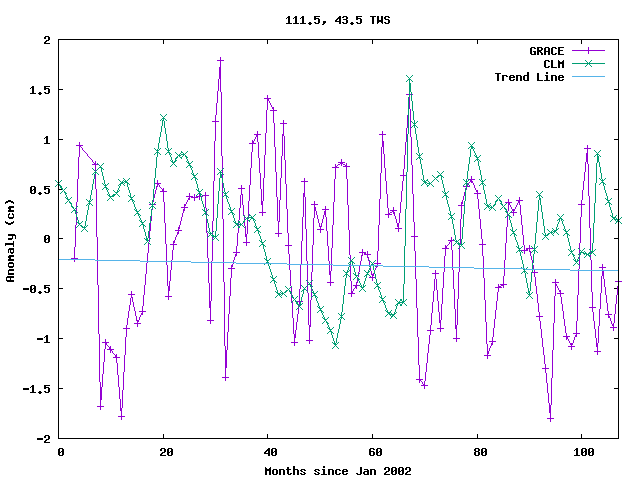 111.5, 43.5 TWS
GRACE
CLM
Trend Line
2
1.5
1
0.5
0
-0.5
-1
-1.5
-2
Anomaly (cm)
0 20 40 60 80 100
Months since Jan 2002